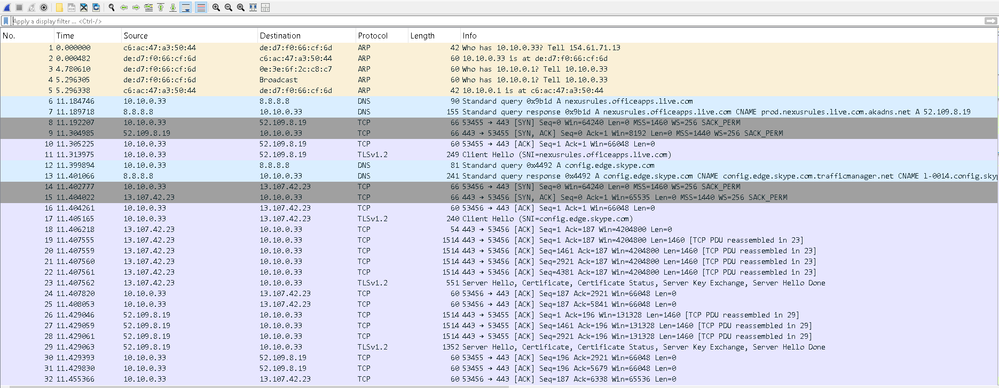 Apply a display filter ... <Ctrl-/>
No. Time Source Destination Protocol Length Info
1 0.000000 c6:ac:47:a3:50:44 de:d7:f0:66:cf:6d ARP 42 Who has 10.10.0.33? Tell 154.61.71.13
2 0.000482 de:d7:f0:66:cf:6d c6:ac:47:a3:50:44 ARP 60 10.10.0.33 is at de:d7:f0:66:cf:6d
3 4.780610 de:d7:f0:66:cf:6d 0e:3e:6f:2c:c8:c7 ARP 60 Who has 10.10.0.1? Tell 10.10.0.33
4 5.296305 de:d7:f0:66:cf:6d Broadcast ARP 60 Who has 10.10.0.1? Tell 10.10.0.33
5 5.296338 c6:ac:47:a3:50:44 de:d7:f0:66:cf:6d ARP 42 10.10.0.1 is at c6:ac:47:a3:50:44
6 11.184746 10.10.0.33 8.8.8.8 DNS 90 Standard query 0x9b1d A nexusrules.officeapps.live.com
7 11.189718 8.8.8.8 10.10.0.33 DNS 155 Standard query response 0x9b1d A nexusrules.officeapps.live.com CNAME prod.nexusrules.live.com.akadns.net A 52.109.8.19
8 11.192207 10.10.0.33 52.109.8.19 TCP 66 53455 → 443 [SYN] Seq=0 Win=64240 Len=0 MSS=1460 WS=256 SACK_PERM
9 11.304985 52.109.8.19 10.10.0.33 TCP 66 443 → 53455 [SYN, ACK] Seq=0 Ack=1 Win=8192 Len=0 MSS=1440 WS=256 SACK_PERM
10 11.305225 10.10.0.33 52.109.8.19 TCP 60 53455 → 443 [ACK] Seq=1 Ack=1 Win=66048 Len=0
11 11.313975 10.10.0.33 52.109.8.19 TLSv1.2 249 Client Hello (SNI=nexusrules.officeapps.live.com)
12 11.399894 10.10.0.33 8.8.8.8 DNS 81 Standard query 0x4492 A config.edge.skype.com
13 11.401066 8.8.8.8 10.10.0.33 DNS 241 Standard query response 0x4492 A config.edge.skype.com CNAME config.edge.skype.com.trafficmanager.net CNAME l-0014.config.skyp
14 11.402777 10.10.0.33 13.107.42.23 TCP 66 53456 → 443 [SYN] Seq=0 Win=64240 Len=0 MSS=1460 WS=256 SACK_PERM
15 11.404022 13.107.42.23 10.10.0.33 TCP 66 443 → 53456 [SYN, ACK] Seq=0 Ack=1 Win=65535 Len=0 MSS=1440 WS=256 SACK_PERM
16 11.404261 10.10.0.33 13.107.42.23 TCP 60 53456 → 443 [ACK] Seq=1 Ack=1 Win=66048 Len=0
17 11.405165 10.10.0.33 13.107.42.23 TLSv1.2 240 Client Hello (SNI=config.edge.skype.com)
18 11.406218 13.107.42.23 10.10.0.33 TCP 54 443 → 53456 [ACK] Seq=1 Ack=187 Win=4204800 Len=0
19 11.407555 13.107.42.23 10.10.0.33 TCP 1514 443 → 53456 [ACK] Seq=1 Ack=187 Win=4204800 Len=1460 [TCP PDU reassembled in 23]
20 11.407559 13.107.42.23 10.10.0.33 TCP 1514 443 → 53456 [ACK] Seq=1461 Ack=187 Win=4204800 Len=1460 [TCP PDU reassembled in 23]
21 11.407560 13.107.42.23 10.10.0.33 TCP 1514 443 → 53456 [ACK] Seq=2921 Ack=187 Win=4204800 Len=1460 [TCP PDU reassembled in 23]
22 11.407561 13.107.42.23 10.10.0.33 TCP 1514 443 → 53456 [ACK] Seq=4381 Ack=187 Win=4204800 Len=1460 [TCP PDU reassembled in 23]
23 11.407562 13.107.42.23 10.10.0.33 TLSv1.2 551 Server Hello, Certificate, Certificate Status, Server Key Exchange, Server Hello Done
24 11.407820 10.10.0.33 13.107.42.23 TCP 60 53456 → 443 [ACK] Seq=187 Ack=2921 Win=66048 Len=0
25 11.408053 10.10.0.33 13.107.42.23 TCP 60 53456 → 443 [ACK] Seq=187 Ack=5841 Win=66048 Len=0
26 11.429046 52.109.8.19 10.10.0.33 TCP 1514 443 → 53455 [ACK] Seq=1 Ack=196 Win=131328 Len=1460 [TCP PDU reassembled in 29]
27 11.429059 52.109.8.19 10.10.0.33 TCP 1514 443 → 53455 [ACK] Seq=1461 Ack=196 Win=131328 Len=1460 [TCP PDU reassembled in 29]
28 11.429061 52.109.8.19 10.10.0.33 TCP 1514 443 → 53455 [ACK] Seq=2921 Ack=196 Win=131328 Len=1460 [TCP PDU reassembled in 29]
29 11.429063 52.109.8.19 10.10.0.33 TLSv1.2 1352 Server Hello, Certificate, Certificate Status, Server Key Exchange, Server Hello Done
30 11.429393 10.10.0.33 52.109.8.19 TCP 60 53455 → 443 [ACK] Seq=196 Ack=2921 Win=66048 Len=0
31 11.429830 10.10.0.33 52.109.8.19 TCP 60 53455 → 443 [ACK] Seq=196 Ack=5679 Win=66048 Len=0
32 11.455366 10.10.0.33 13.107.42.23 TCP 60 53456 → 443 [ACK] Seq=187 Ack=6338 Win=65536 Len=0